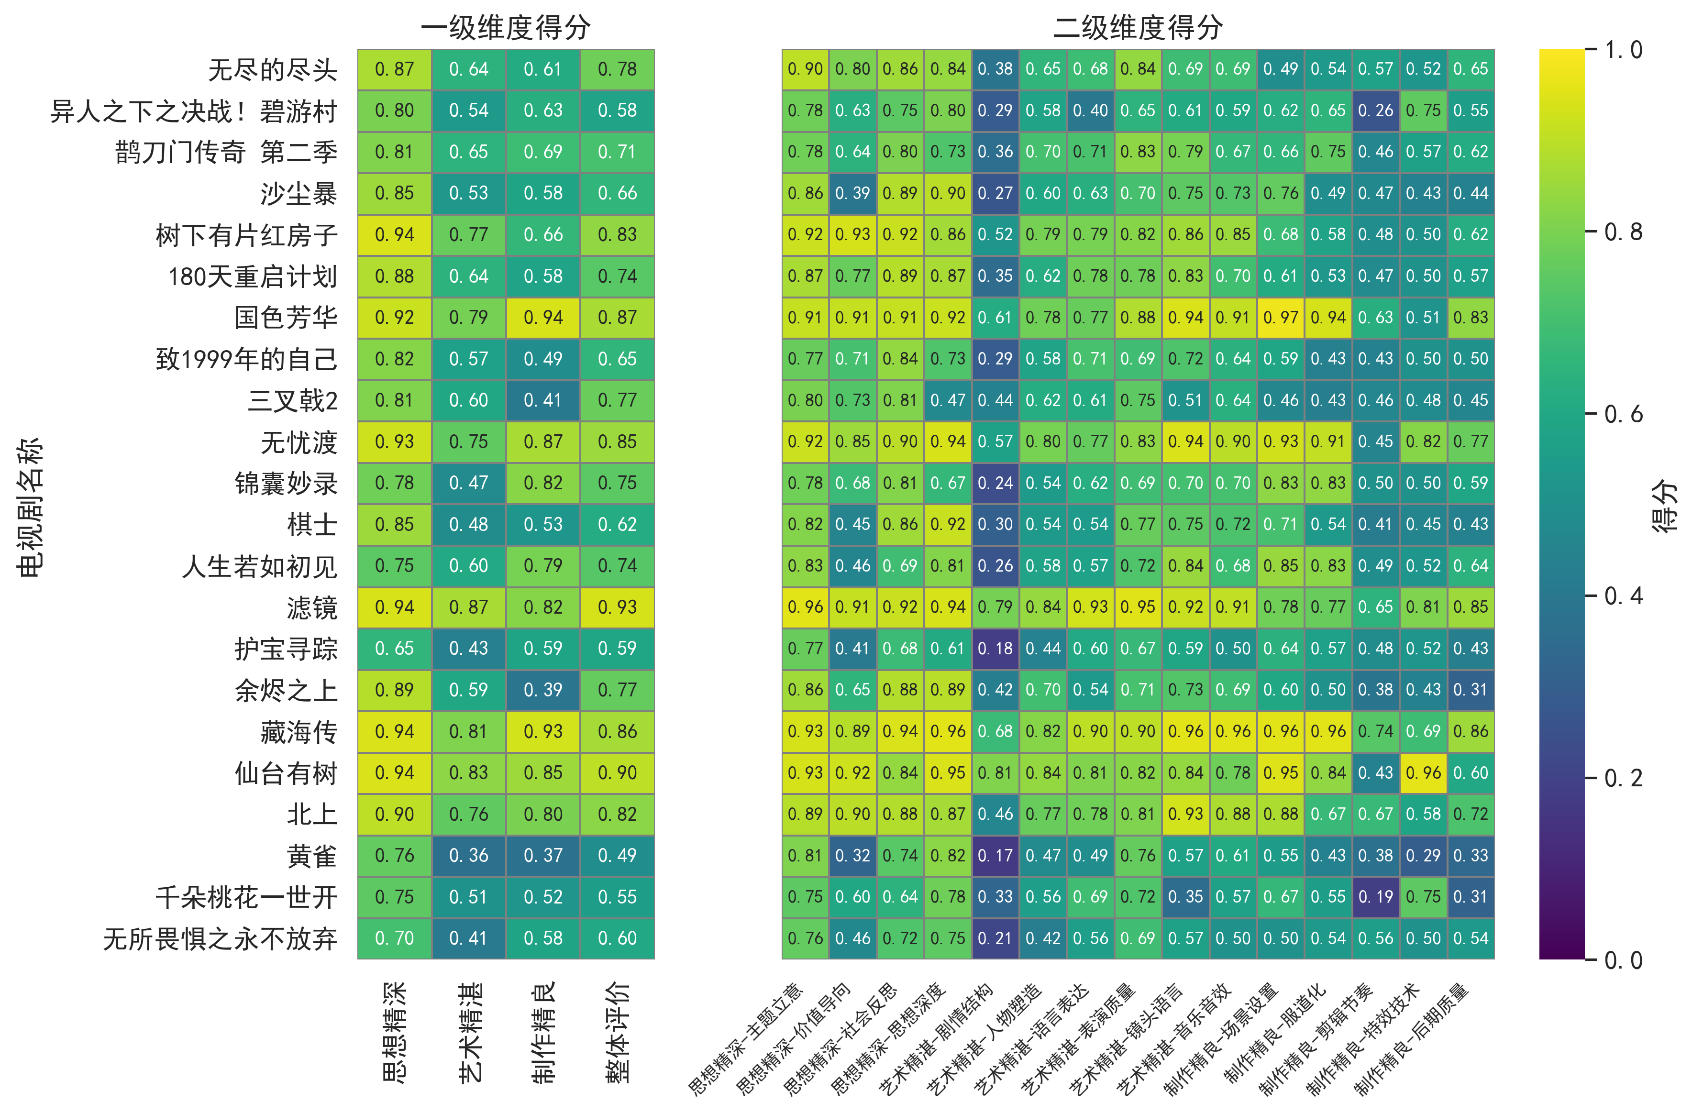 一级维度得分 二级维度得分
无尽的尽头 0.87 0.64 0.61 0.78 0.90 0.80 0.86 0.84 0.38 0.65 0.68 0.84 0.69 0.69 0.49 0.54 0.57 0.52 0.65
异人之下之决战！碧游村 0.80 0.54 0.63 0.58 0.78 0.63 0.75 0.80 0.29 0.58 0.40 0.65 0.61 0.59 0.62 0.65 0.26 0.75 0.55
鹊刀门传奇 第二季 0.81 0.65 0.69 0.71 0.78 0.64 0.80 0.73 0.36 0.70 0.71 0.83 0.79 0.67 0.66 0.75 0.46 0.57 0.62
沙尘暴 0.85 0.53 0.58 0.66 0.86 0.39 0.89 0.90 0.27 0.60 0.63 0.70 0.75 0.73 0.76 0.49 0.47 0.43 0.44
树下有片红房子 0.94 0.77 0.66 0.83 0.92 0.93 0.92 0.86 0.52 0.79 0.79 0.82 0.86 0.85 0.68 0.58 0.48 0.50 0.62
180天重启计划 0.88 0.64 0.58 0.74 0.87 0.77 0.89 0.87 0.35 0.62 0.78 0.78 0.83 0.70 0.61 0.53 0.47 0.50 0.57
国色芳华 0.92 0.79 0.94 0.87 0.91 0.91 0.91 0.92 0.61 0.78 0.77 0.88 0.94 0.91 0.97 0.94 0.63 0.51 0.83
致1999年的自己 0.82 0.57 0.49 0.65 0.77 0.71 0.84 0.73 0.29 0.58 0.71 0.69 0.72 0.64 0.59 0.43 0.43 0.50 0.50
三叉戟2 0.81 0.60 0.41 0.77 0.80 0.73 0.81 0.47 0.44 0.62 0.61 0.75 0.51 0.64 0.46 0.43 0.46 0.48 0.45
无忧渡 0.93 0.75 0.87 0.85 0.92 0.85 0.90 0.94 0.57 0.80 0.77 0.83 0.94 0.90 0.93 0.91 0.45 0.82 0.77
锦囊妙录 0.78 0.47 0.82 0.75 0.78 0.68 0.81 0.67 0.24 0.54 0.62 0.69 0.70 0.70 0.83 0.83 0.50 0.50 0.59
棋士 0.85 0.48 0.53 0.62 0.82 0.45 0.86 0.92 0.30 0.54 0.54 0.77 0.75 0.72 0.71 0.54 0.41 0.45 0.43
人生若如初见 0.75 0.60 0.79 0.74 0.83 0.46 0.69 0.81 0.26 0.58 0.57 0.72 0.84 0.68 0.85 0.83 0.49 0.52 0.64
滤镜 0.94 0.87 0.82 0.93 0.96 0.91 0.92 0.94 0.79 0.84 0.93 0.95 0.92 0.91 0.78 0.77 0.65 0.81 0.85
护宝寻踪 0.65 0.43 0.59 0.59 0.77 0.41 0.68 0.61 0.18 0.44 0.60 0.67 0.59 0.50 0.64 0.57 0.48 0.52 0.43
余烬之上 0.89 0.59 0.39 0.77 0.86 0.65 0.88 0.89 0.42 0.70 0.54 0.71 0.73 0.69 0.60 0.50 0.38 0.43 0.31
藏海传 0.94 0.81 0.93 0.86 0.93 0.89 0.94 0.96 0.68 0.82 0.90 0.90 0.96 0.96 0.96 0.96 0.74 0.69 0.86
仙台有树 0.94 0.83 0.85 0.90 0.93 0.92 0.84 0.95 0.81 0.84 0.81 0.82 0.84 0.78 0.95 0.84 0.43 0.96 0.60
北上 0.90 0.76 0.80 0.82 0.89 0.90 0.88 0.87 0.46 0.77 0.78 0.81 0.93 0.88 0.88 0.67 0.67 0.58 0.72
黄雀 0.76 0.36 0.37 0.49 0.81 0.32 0.74 0.82 0.17 0.47 0.49 0.76 0.57 0.61 0.55 0.43 0.38 0.29 0.33
千朵桃花一世开 0.75 0.51 0.52 0.55 0.75 0.60 0.64 0.78 0.33 0.56 0.69 0.72 0.35 0.57 0.67 0.55 0.19 0.75 0.31
无所畏惧之永不放弃 0.70 0.41 0.58 0.60 0.76 0.46 0.72 0.75 0.21 0.42 0.56 0.69 0.57 0.50 0.50 0.54 0.56 0.50 0.54
电视剧名称
思想精深
艺术精湛
制作精良
整体评价
思想精深-主题立意
思想精深-价值导向
思想精深-社会反思
思想精深-思想深度
艺术精湛-剧情结构
艺术精湛-人物塑造
艺术精湛-语言表达
艺术精湛-表演质量
艺术精湛-镜头语言
艺术精湛-音乐音效
制作精良-场景设置
制作精良-服道化
制作精良-剪辑节奏
制作精良-特效技术
制作精良-后期质量
1.0
0.8
0.6
0.4
0.2
0.0
得分